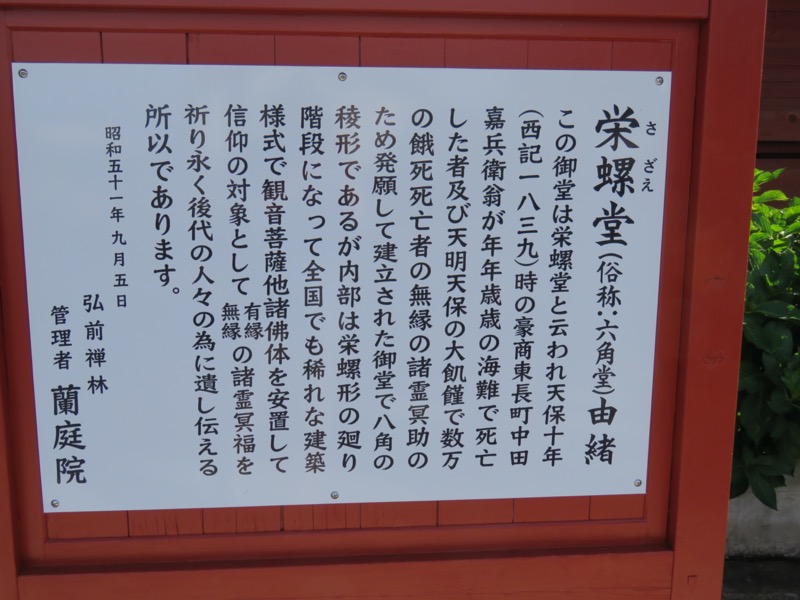 栄螺堂(俗称:六角堂)由緒
さざえ
この御堂は栄螺堂と云われ天保十年
(西記一八三九)時の豪商東長町中田
嘉兵衛翁が年年歳歳の海難で死亡
した者及び天明天保の大飢饉で数万
の餓死死亡者の無縁の諸霊冥助の
ため発願して建立された御堂で八角の
稜形であるが内部は栄螺形の廻り
階段になって全国でも稀れな建築
様式で観音菩薩他諸佛体を安置して
信仰の対象として有縁無縁の諸霊冥福を
祈り永く後代の人々の為に遺し伝える
所以であります。
昭和五十一年九月五日
弘前禅林
管理者 蘭庭院